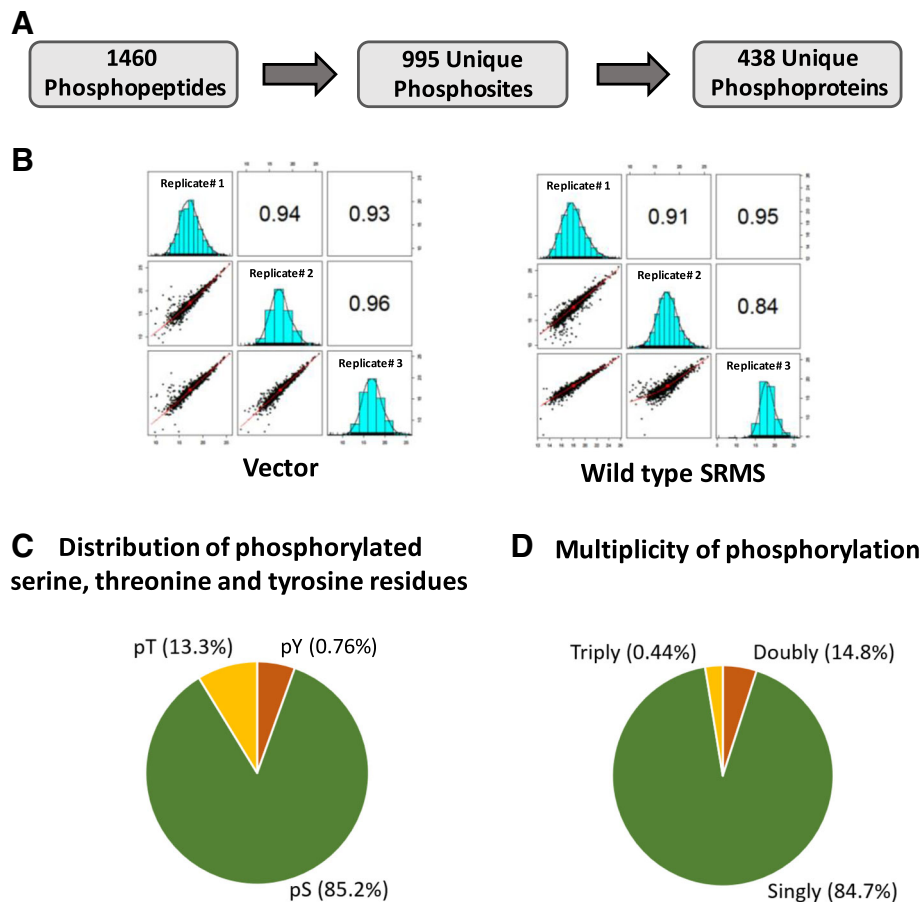 A
1460
Phosphopeptides
995 Unique
Phosphosites
438 Unique
Phosphoproteins
B
Replicate# 1
0.94
0.93
Replicate# 2
0.96
Replicate# 3
Vector
Replicate# 1
0.91
0.95
Replicate# 2
0.84
Replicate# 3
Wild type SRMS
C Distribution of phosphorylated
serine, threonine and tyrosine residues
pT (13.3%)
pY (0.76%)
pS (85.2%)
D Multiplicity of phosphorylation
Triply (0.44%)
Doubly (14.8%)
Singly (84.7%)